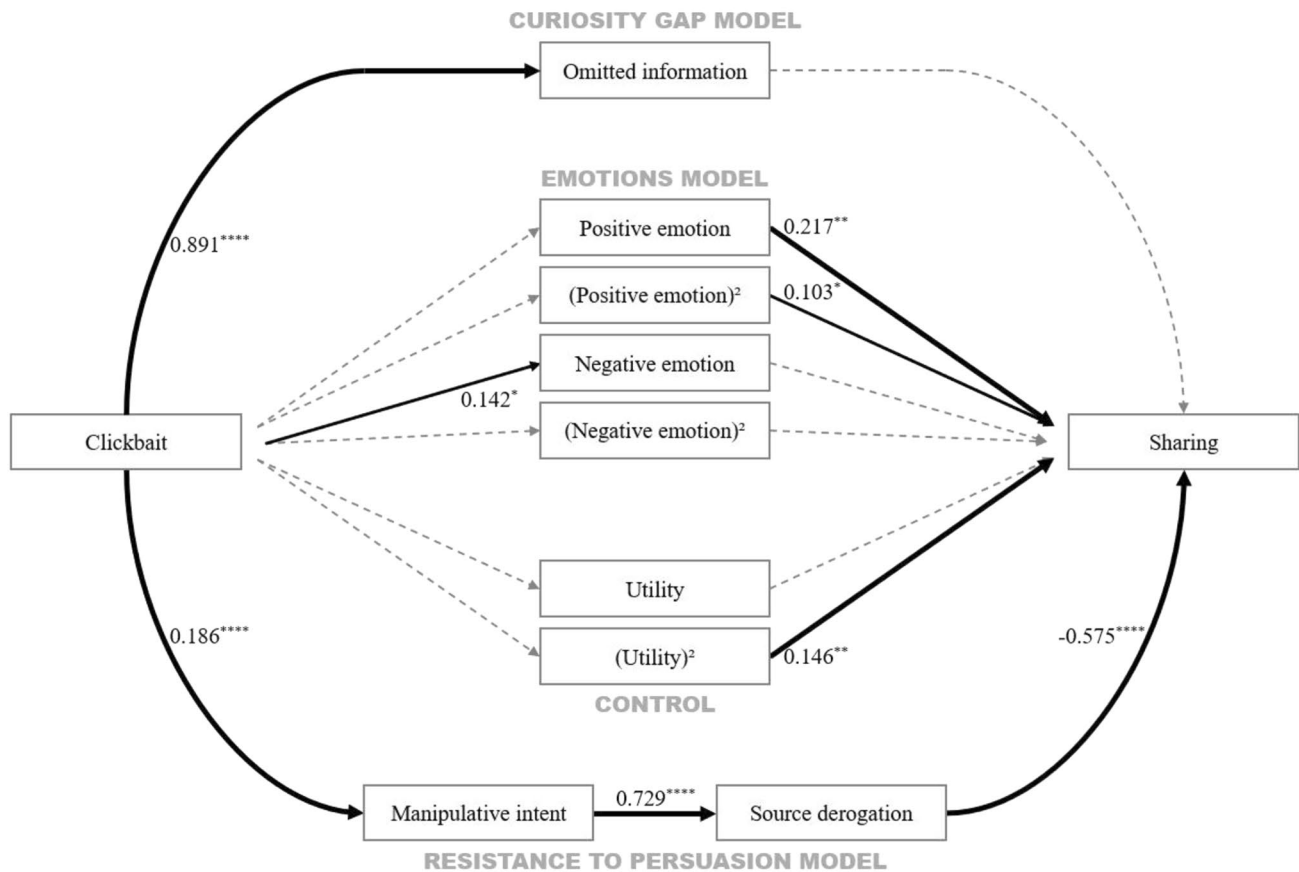 CURIOSITY GAP MODEL
Omitted information
EMOTIONS MODEL
Positive emotion
0.217**
0.891****
(Positive emotion)²
0.103*
Negative emotion
0.142*
Clickbait
(Negative emotion)²
Sharing
Utility
0.186****
(Utility)²
0.146**
-0.575****
CONTROL
Manipulative intent
0.729****
Source derogation
RESISTANCE TO PERSUASION MODEL